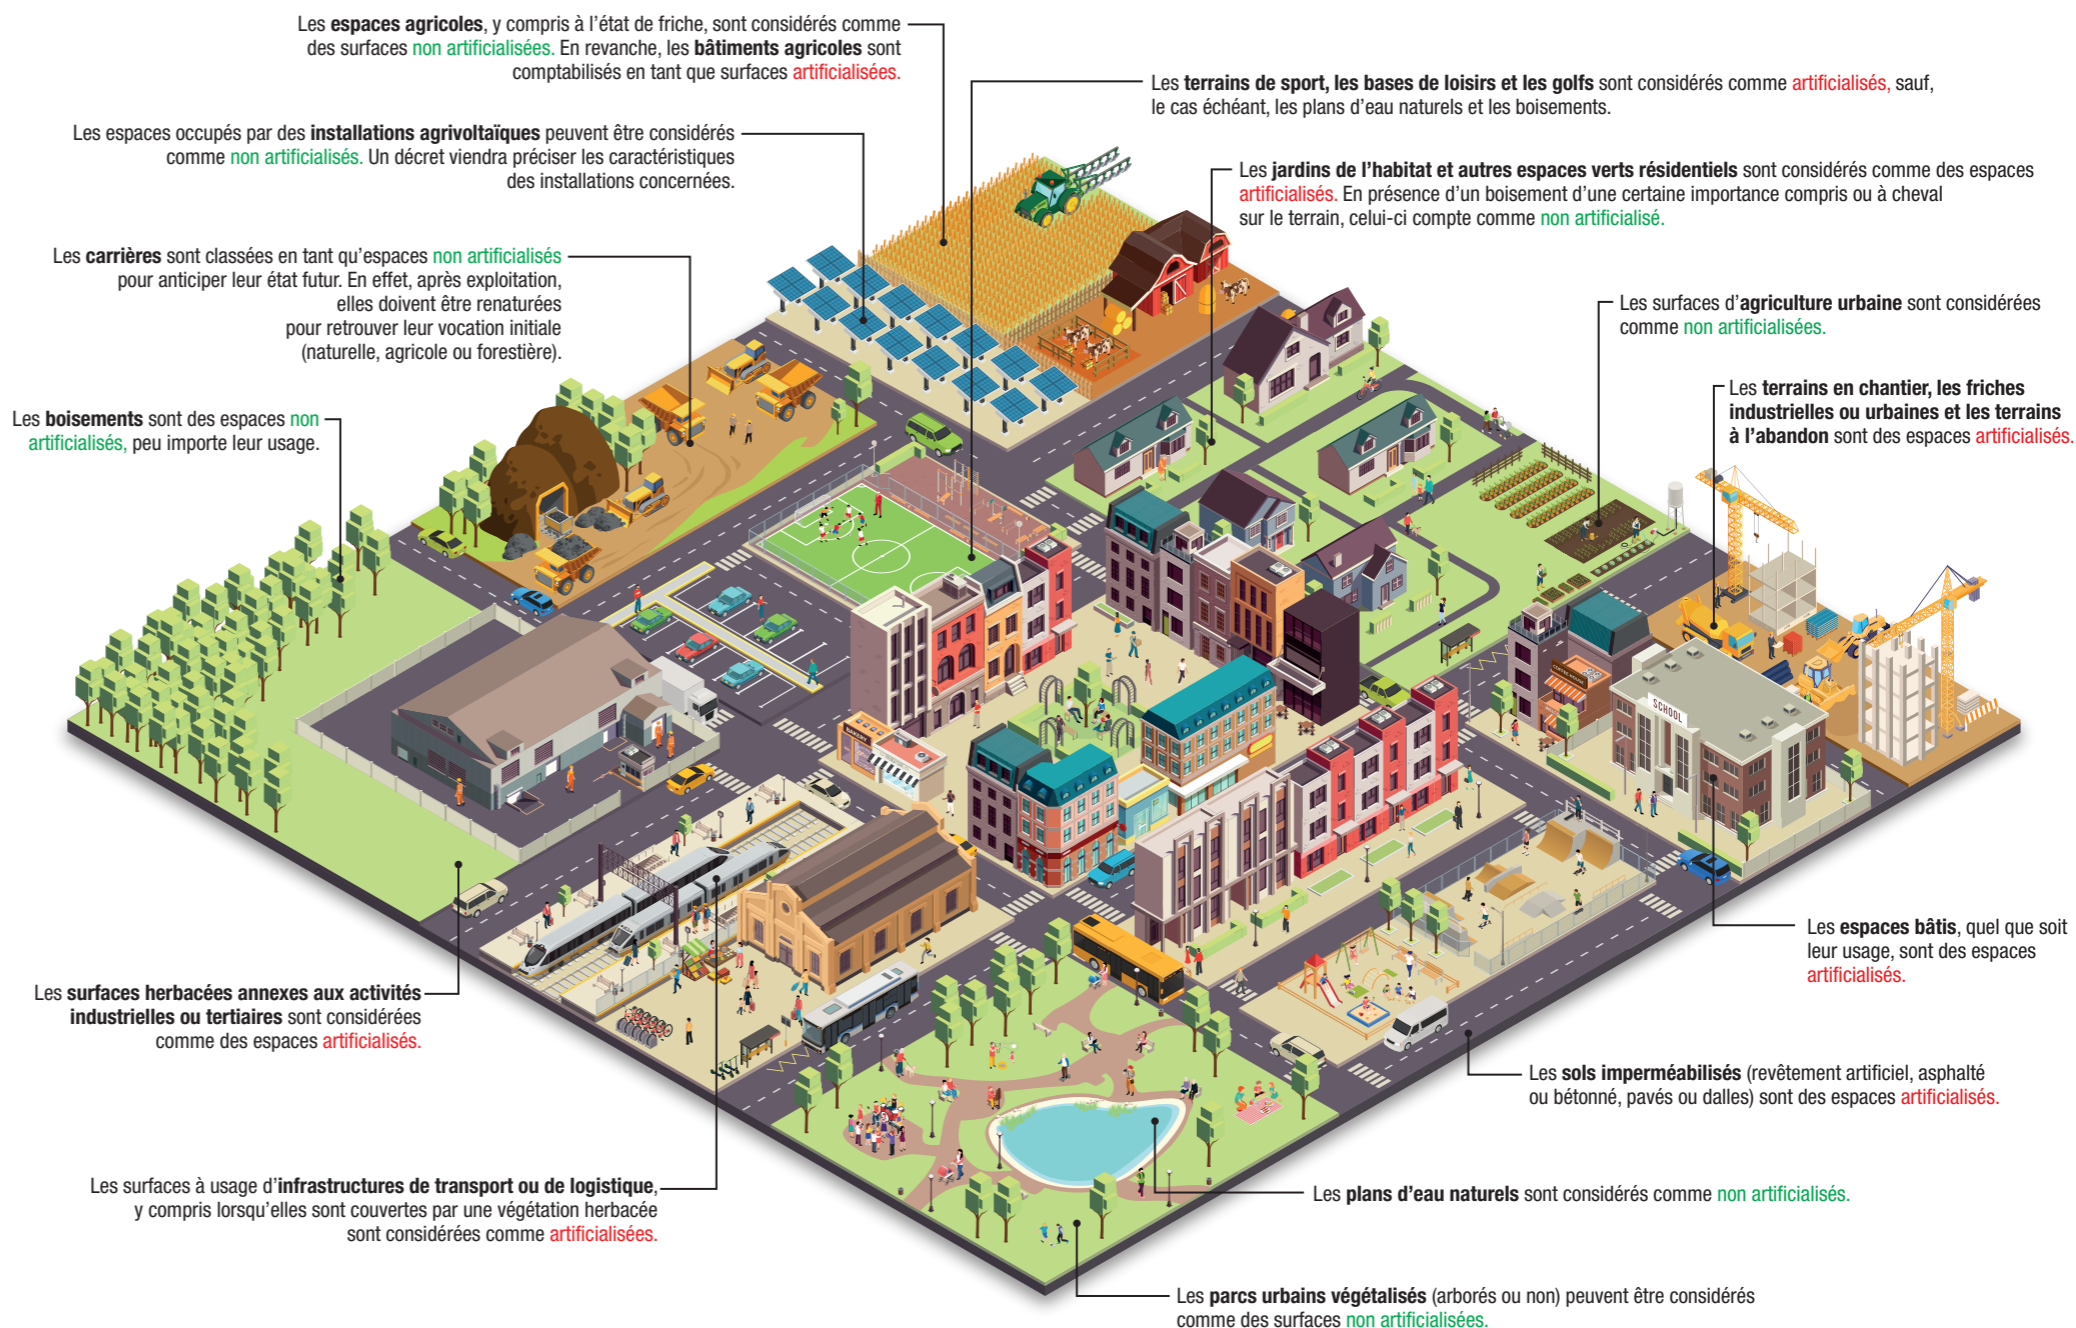 Les espaces agricoles, y compris à l'état de friche, sont considérés comme
des surfaces non artificialisées. En revanche, les bâtiments agricoles sont
comptabilisés en tant que surfaces artificialisées.
Les terrains de sport, les bases de loisirs et les golfs sont considérés comme artificialisés, sauf,
le cas échéant, les plans d'eau naturels et les boisements.
Les espaces occupés par des installations agrivoltaïques peuvent être considérés
comme non artificialisés. Un décret viendra préciser les caractéristiques
des installations concernées.
Les jardins de l'habitat et autres espaces verts résidentiels sont considérés comme des espaces
artificialisés. En présence d'un boisement d'une certaine importance compris ou à cheval
sur le terrain, celui-ci compte comme non artificialisé.
Les carrières sont classées en tant qu'espaces non artificialisés
pour anticiper leur état futur. En effet, après exploitation,
elles doivent être renaturées
pour retrouver leur vocation initiale
(naturelle, agricole ou forestière).
Les surfaces d'agriculture urbaine sont considérées
comme non artificialisées.
Les terrains en chantier, les friches
industrielles ou urbaines et les terrains
à l'abandon sont des espaces artificialisés.
Les boisements sont des espaces non
artificialisés, peu importe leur usage.
COFFEE HOUSE
SCHOOL
BAKERY
Les espaces bâtis, quel que soit
leur usage, sont des espaces
artificialisés.
Les surfaces herbacées annexes aux activités
industrielles ou tertiaires sont considérées
comme des espaces artificialisés.
Les sols imperméabilisés (revêtement artificiel, asphalté
ou bétonné, pavés ou dalles) sont des espaces artificialisés.
Les surfaces à usage d'infrastructures de transport ou de logistique,
y compris lorsqu'elles sont couvertes par une végétation herbacée
sont considérées comme artificialisées.
Les plans d'eau naturels sont considérés comme non artificialisés.
Les parcs urbains végétalisés (arborés ou non) peuvent être considérés
comme des surfaces non artificialisées.